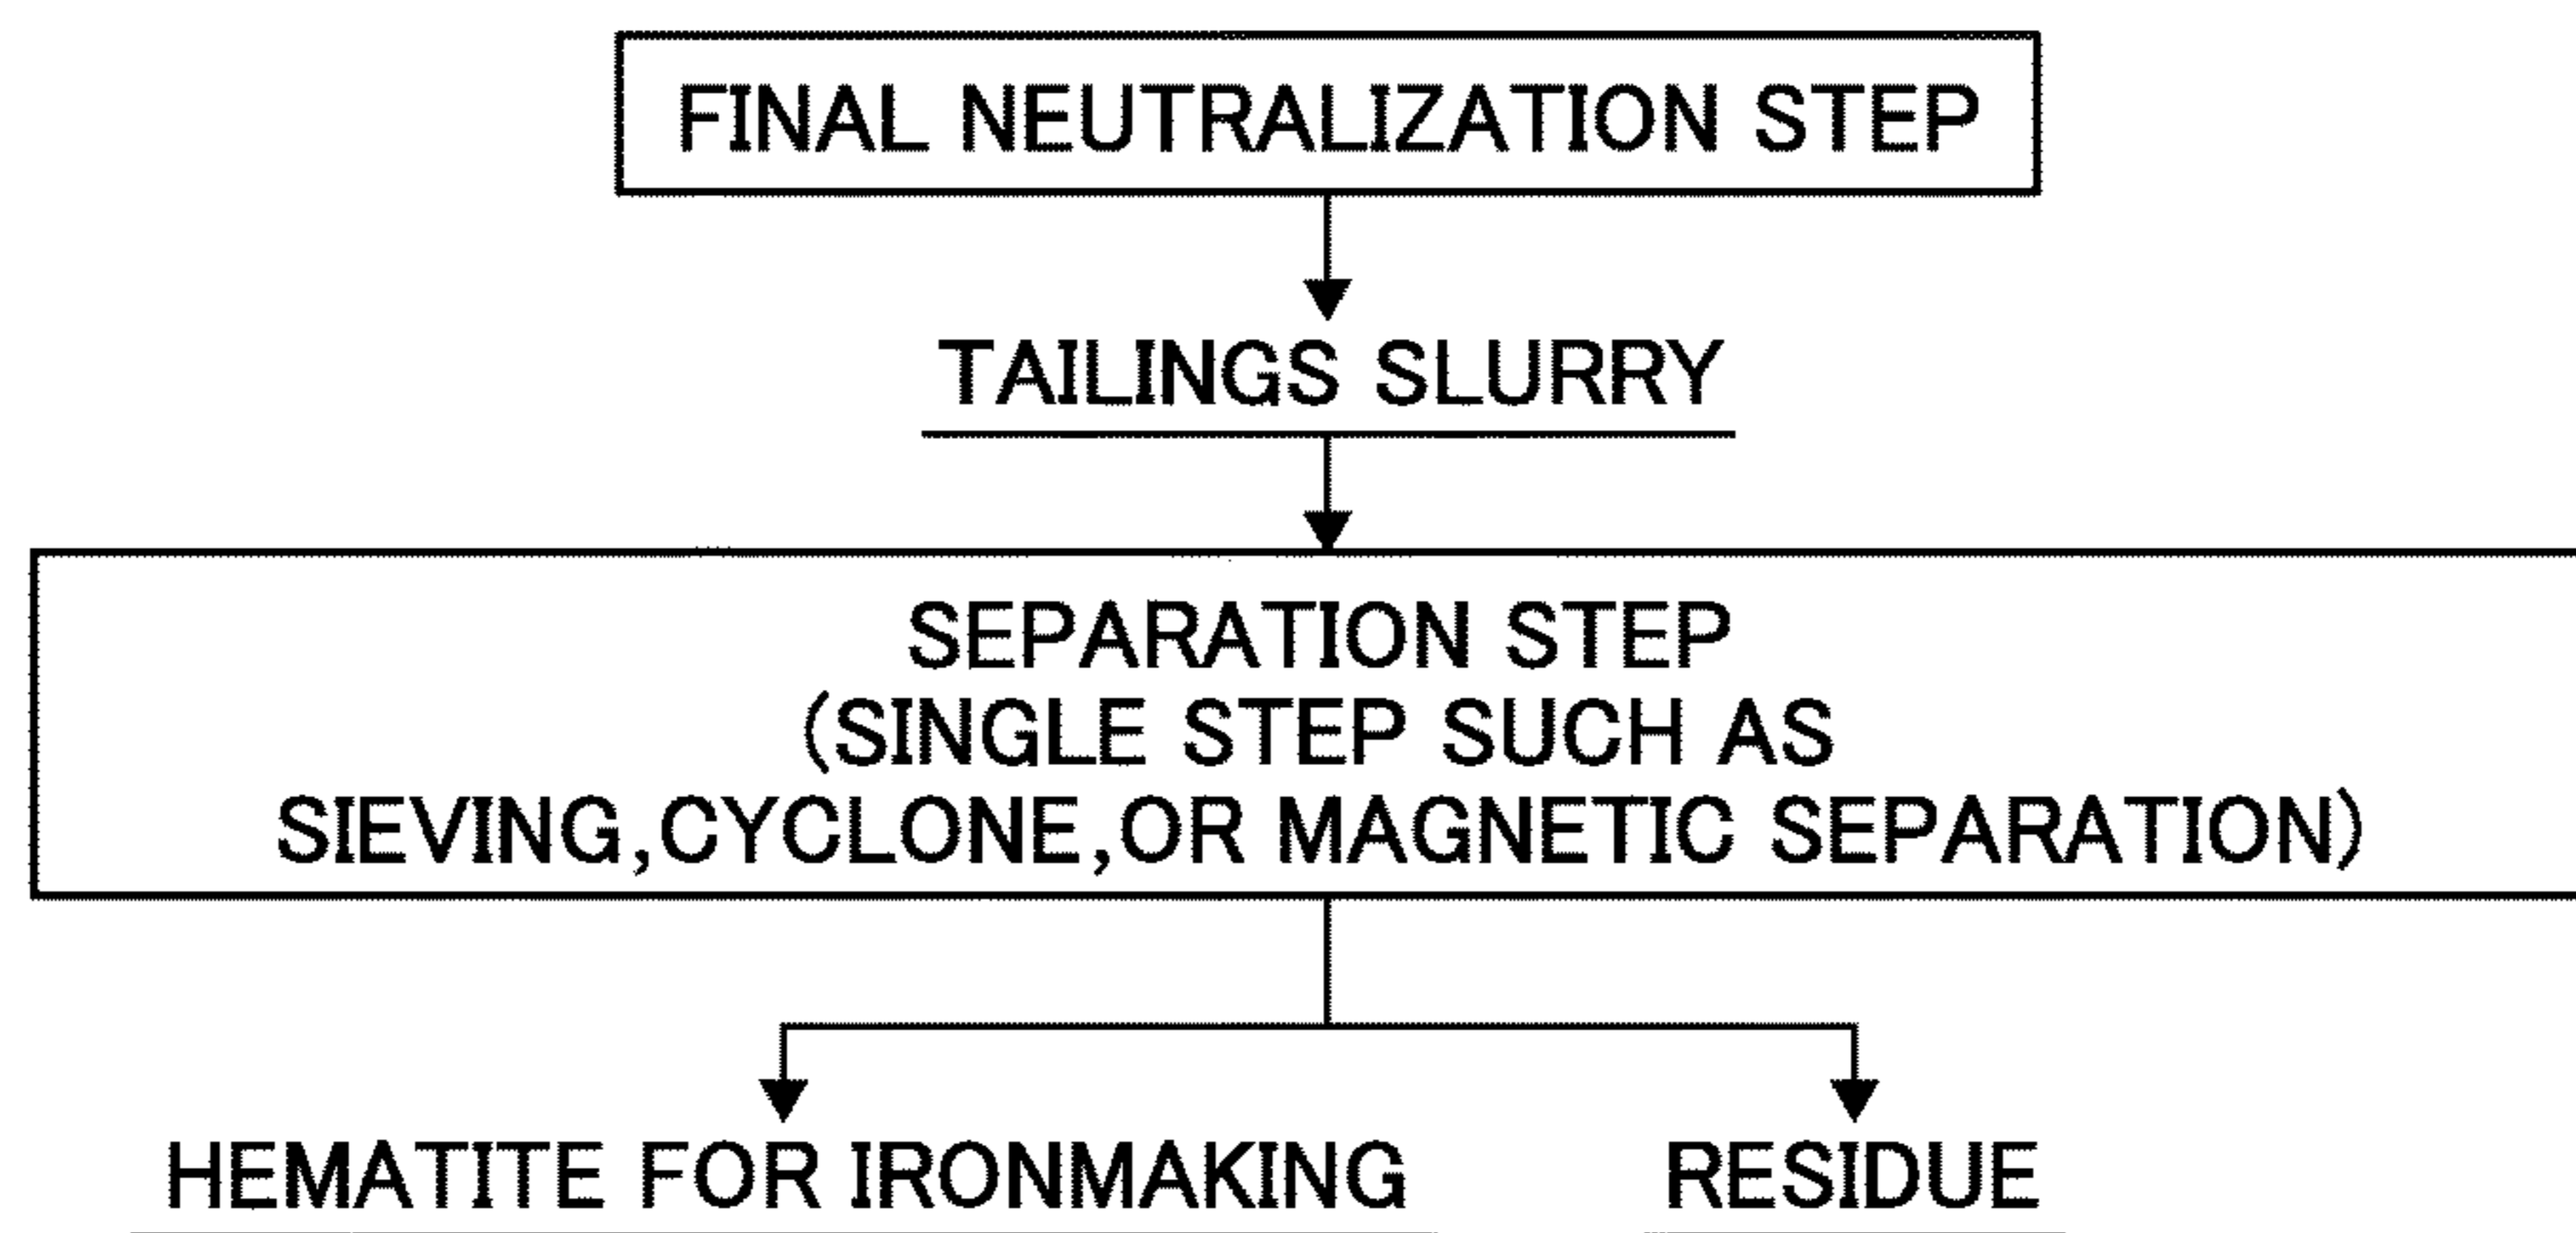 FINAL NEUTRALIZATION STEP
TAILINGS SLURRY
SEPARATION STEP
(SINGLE STEP SUCH AS
SIEVING,CYCLONE,OR MAGNETIC SEPARATION)
HEMATITE FOR IRONMAKING
RESIDUE